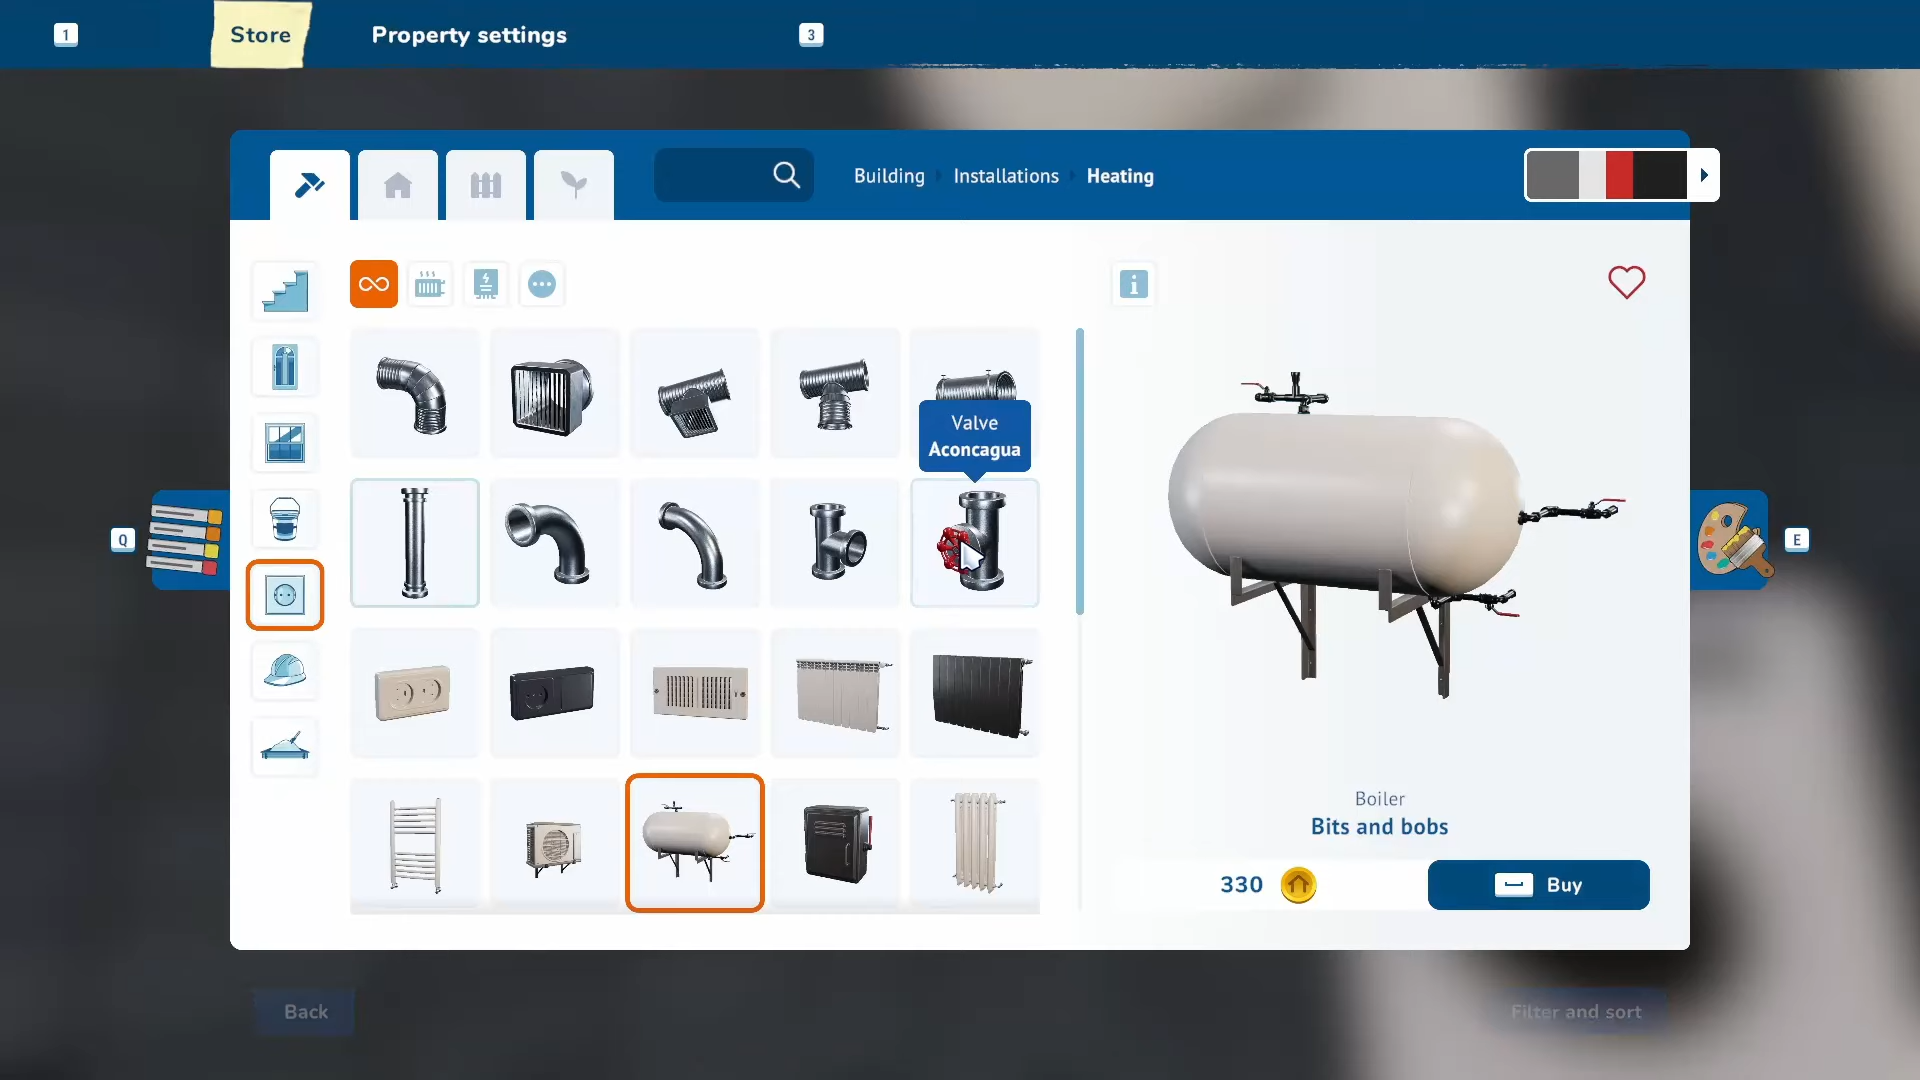 1
Store
Property settings
3
Building
Installations
Heating
Valve
Aconcagua
Q
E
Boiler
Bits and bobs
330
Buy
Back
Filter and sort